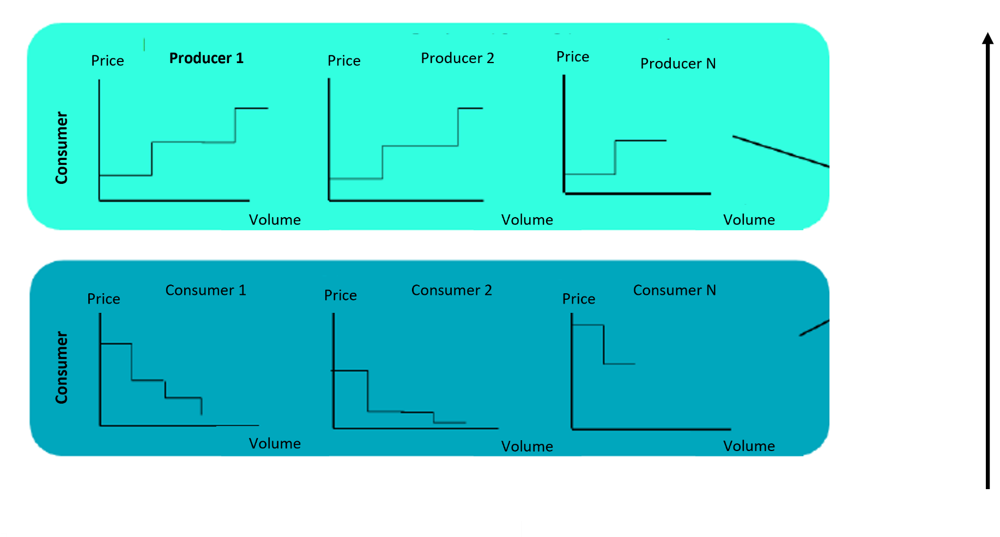 Price
Producer 1
Price
Producer 2
Price
Producer N
Consumer
Volume
Volume
Volume
Price
Consumer 1
Price
Consumer 2
Price
Consumer N
Consumer
Volume
Volume
Volume